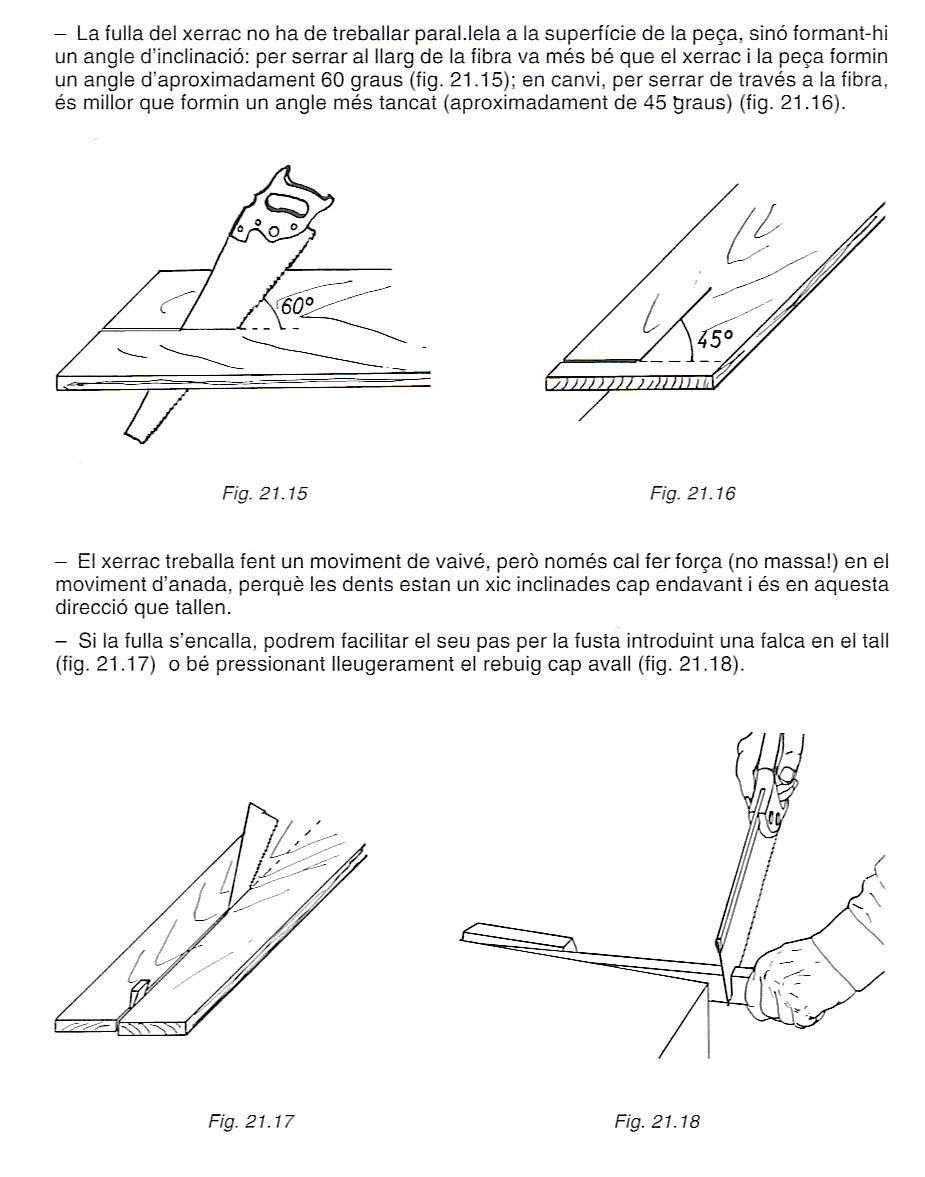 – La fulla del xerrac no ha de treballar paral.lela a la superfície de la peça, sinó formant-hi
un angle d'inclinació: per serrar al llarg de la fibra va més bé que el xerrac i la peça formin
un angle d'aproximadament 60 graus (fig. 21.15); en canvi, per serrar de través a la fibra,
és millor que formin un angle més tancat (aproximadament de 45 graus) (fig. 21.16).
60°
45°
Fig. 21.15
Fig. 21.16
– El xerrac treballa fent un moviment de vaivé, però només cal fer força (no massa!) en el
moviment d'anada, perquè les dents estan un xic inclinades cap endavant i és en aquesta
direcció que tallen.
– Si la fulla s'encalla, podrem facilitar el seu pas per la fusta introduint una falca en el tall
(fig. 21.17) o bé pressionant lleugerament el rebuig cap avall (fig. 21.18).
Fig. 21.17
Fig. 21.18